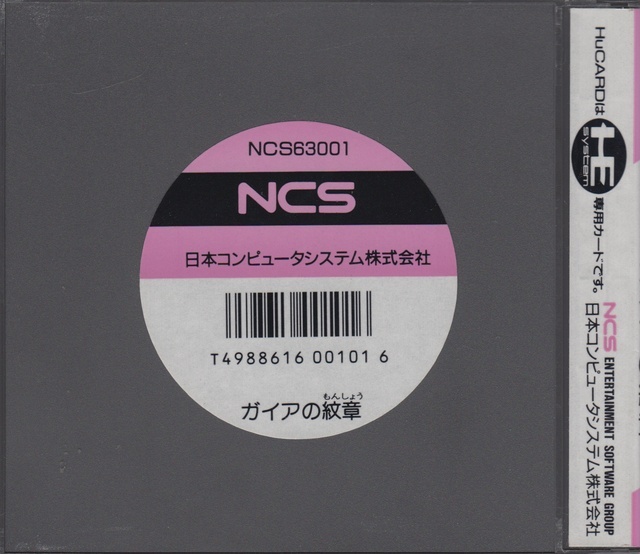 NCS63001
NCS
日本コンピュータシステム株式会社
T4988616 00101 6
もんしょう
ガイアの紋章
HuCARDは HE system 専用カードです。
NCS ENTERTAINMENT SOFTWARE GROUP
日本コンピュータシステム株式会社